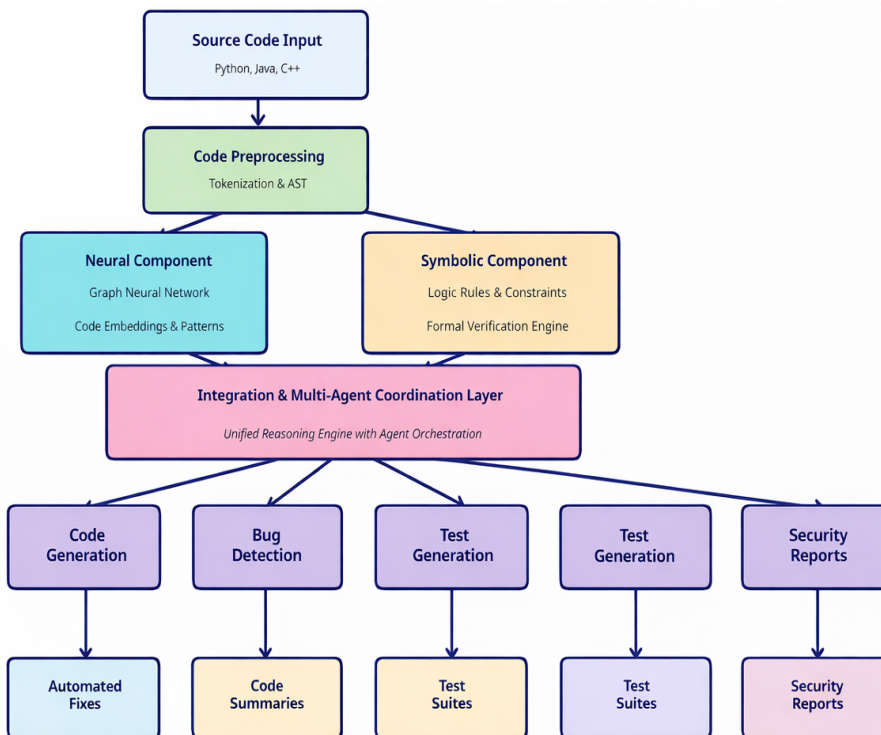 Source Code Input
Python, Java, C++
Code Preprocessing
Tokenization & AST
Neural Component
Graph Neural Network
Code Embeddings & Patterns
Symbolic Component
Logic Rules & Constraints
Formal Verification Engine
Integration & Multi-Agent Coordination Layer
Unified Reasoning Engine with Agent Orchestration
Code
Generation
Bug
Detection
Test
Generation
Test
Generation
Security
Reports
Automated
Fixes
Code
Summaries
Test
Suites
Test
Suites
Security
Reports